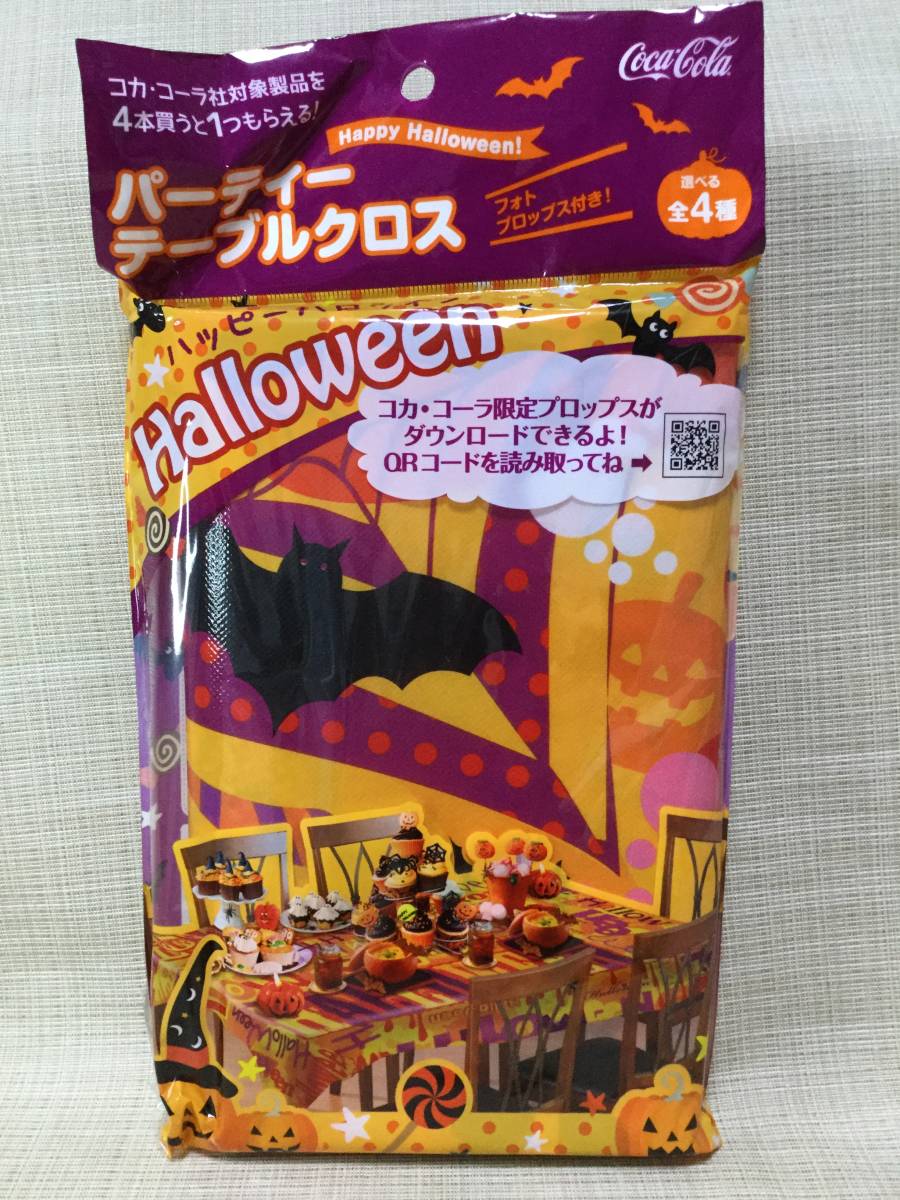 コカ・コーラ社対象製品を
4本買うと1つもらえる!
Coca-Cola
Happy Halloween!
パーティー
テーブルクロス
フォト
プロップス付き!
選べる
全4種
ハッピーハロウィン
Halloween
コカ・コーラ限定プロップスが
ダウンロードできるよ!
QRコードを読み取ってね➡